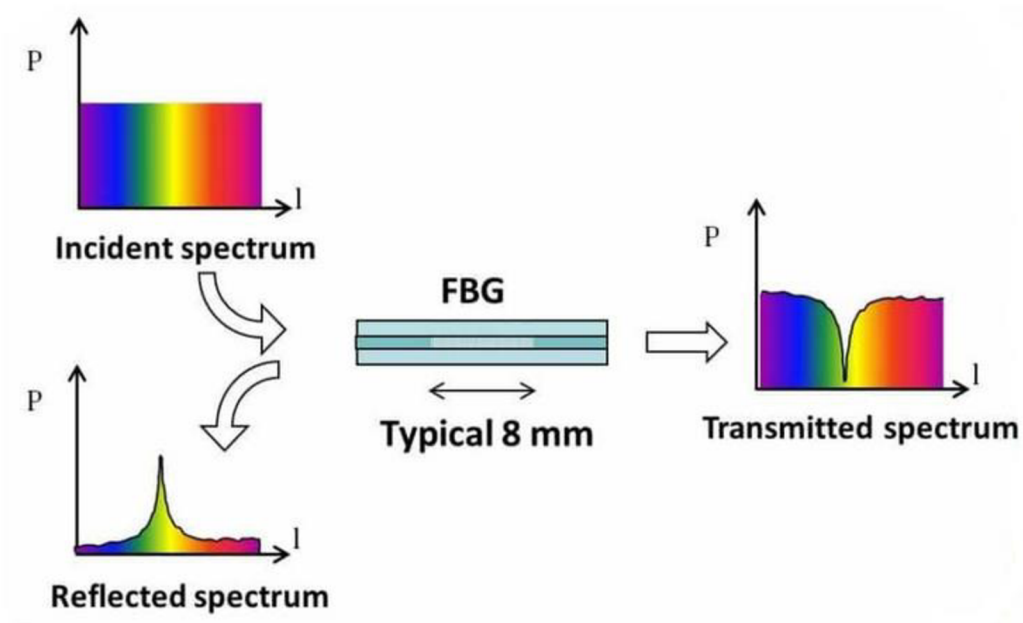 P
l
Incident spectrum
FBG
Typical 8 mm
P
l
Transmitted spectrum
P
l
Reflected spectrum